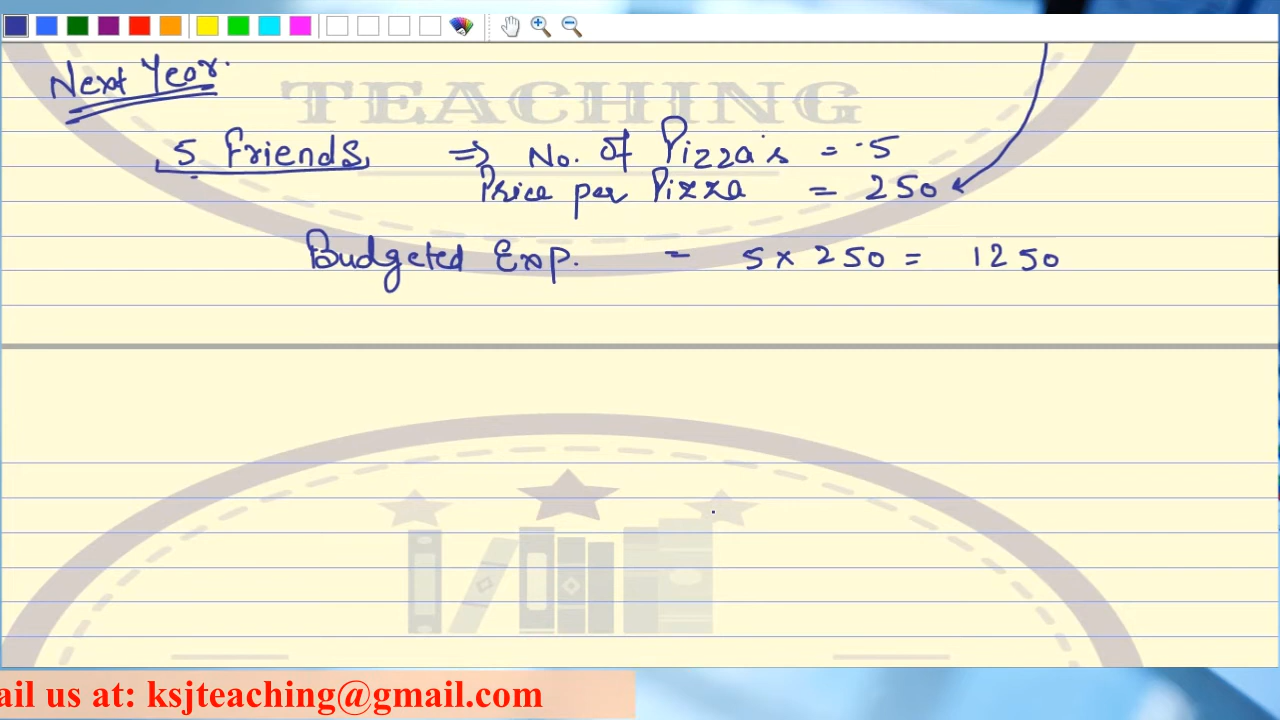 Next Year.
TEACHING
5 Friends ⇒ No. of Pizza's = 5
Price per Pizza = 250
Budgeted Exp. = 5 x 250 = 1250
ail us at: ksjteaching@gmail.com